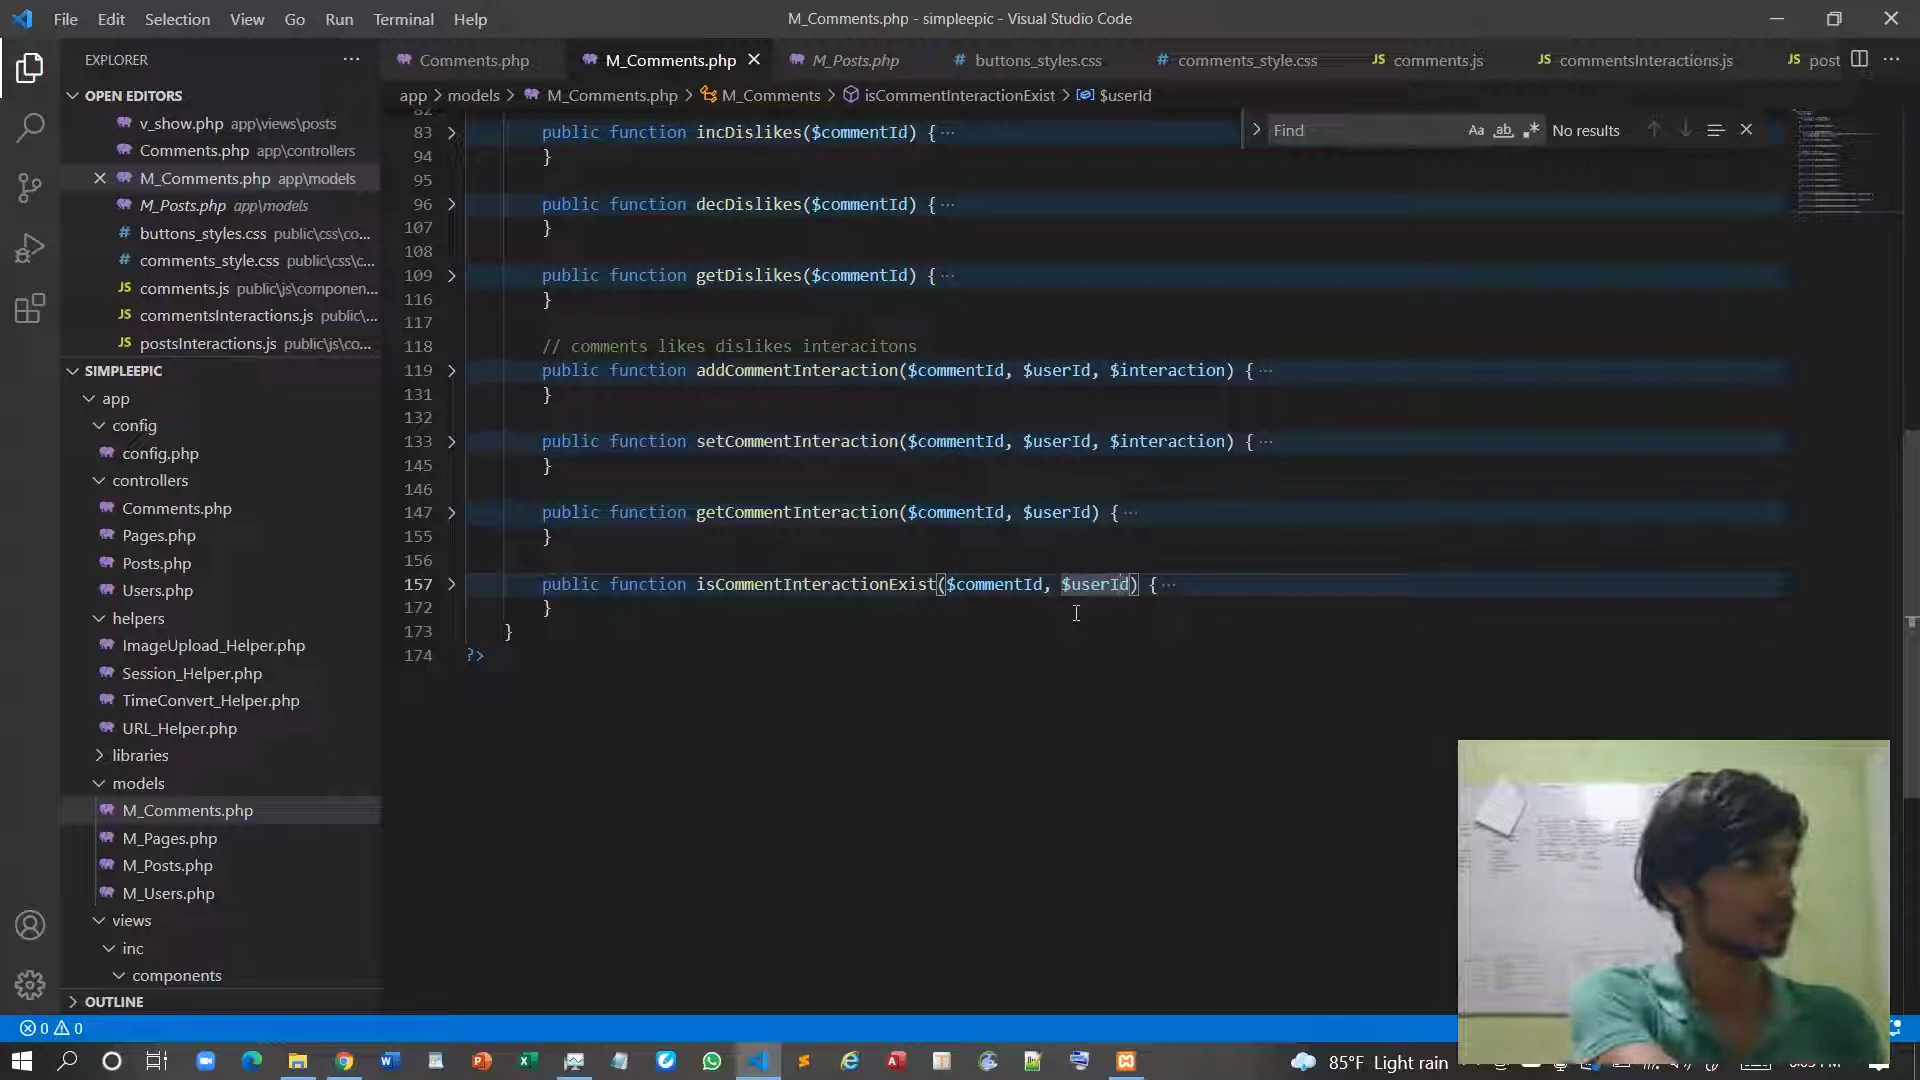 File Edit Selection View Go Run Terminal Help
M_Comments.php - simpleepic - Visual Studio Code
EXPLORER
Comments.php
M_Comments.php
M_Posts.php
buttons_styles.css
comments_style.css
comments.js
commentsInteractions.js
post
OPEN EDITORS
v_show.php app\views\posts
Comments.php app\controllers
M_Comments.php app\models
M_Posts.php app\models
buttons_styles.css public\css\co...
comments_style.css public\css\c...
comments.js public\js\componen...
commentsInteractions.js public\...
postsInteractions.js public\js\co...
SIMPLEEPIC
app
config
config.php
controllers
Comments.php
Pages.php
Posts.php
Users.php
helpers
ImageUpload_Helper.php
Session_Helper.php
TimeConvert_Helper.php
URL_Helper.php
libraries
models
M_Comments.php
M_Pages.php
M_Posts.php
M_Users.php
views
inc
components
OUTLINE
app > models > M_Comments.php > M_Comments > isCommentInteractionExist > $userId
Find Aa ab No results
82
83 public function incDislikes($commentId) { ...
94 }
95
96 public function decDislikes($commentId) { ...
107 }
108
109 public function getDislikes($commentId) { ...
116 }
117
118 // comments likes dislikes interacitons
119 public function addCommentInteraction($commentId, $userId, $interaction) { ...
131 }
132
133 public function setCommentInteraction($commentId, $userId, $interaction) { ...
145 }
146
147 public function getCommentInteraction($commentId, $userId) { ...
155 }
156
157 public function isCommentInteractionExist($commentId, $userId) { ...
172 }
173 }
174 ?>
0 0
85°F Light rain